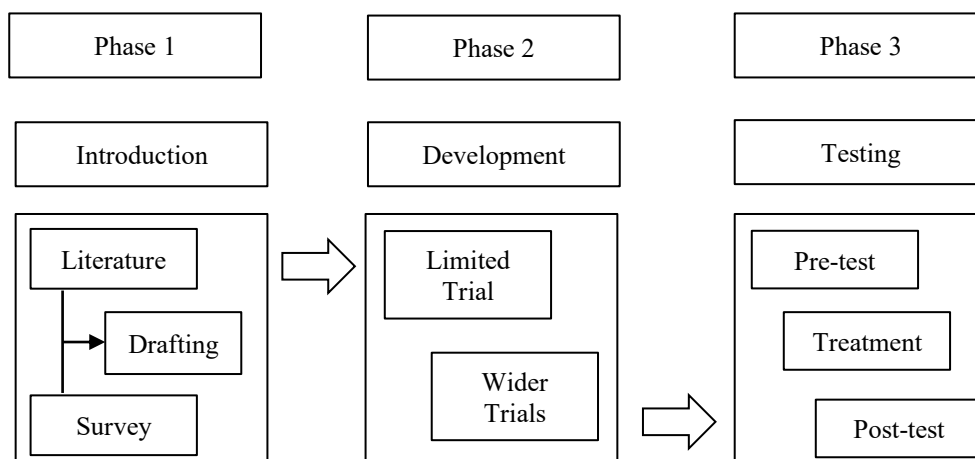 Phase 1
Phase 2
Phase 3
Introduction
Development
Testing
Literature
Drafting
Survey
Limited
Trial
Wider
Trials
Pre-test
Treatment
Post-test